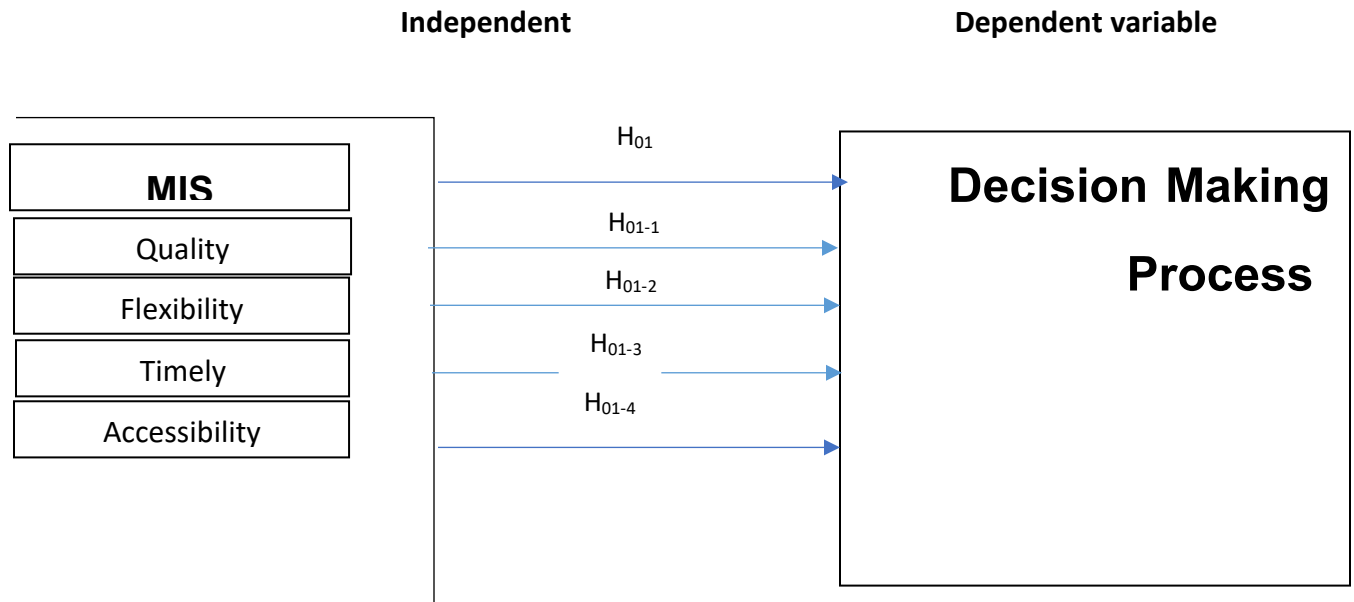 Independent Dependent variable
H01
MIS
Decision Making
Process
Quality
H01-1
Flexibility
H01-2
Timely
H01-3
Accessibility
H01-4